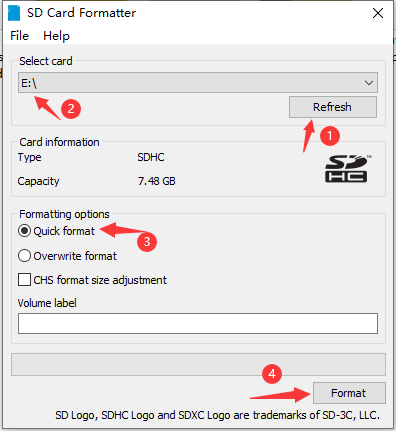 SD Card Formatter
File Help
Select card
E:\
2
Refresh
1
Card information
Type SDHC
Capacity 7.48 GB
SD
HC
Formatting options
Quick format
3
Overwrite format
CHS format size adjustment
Volume label
4
Format
SD Logo, SDHC Logo and SDXC Logo are trademarks of SD-3C, LLC.